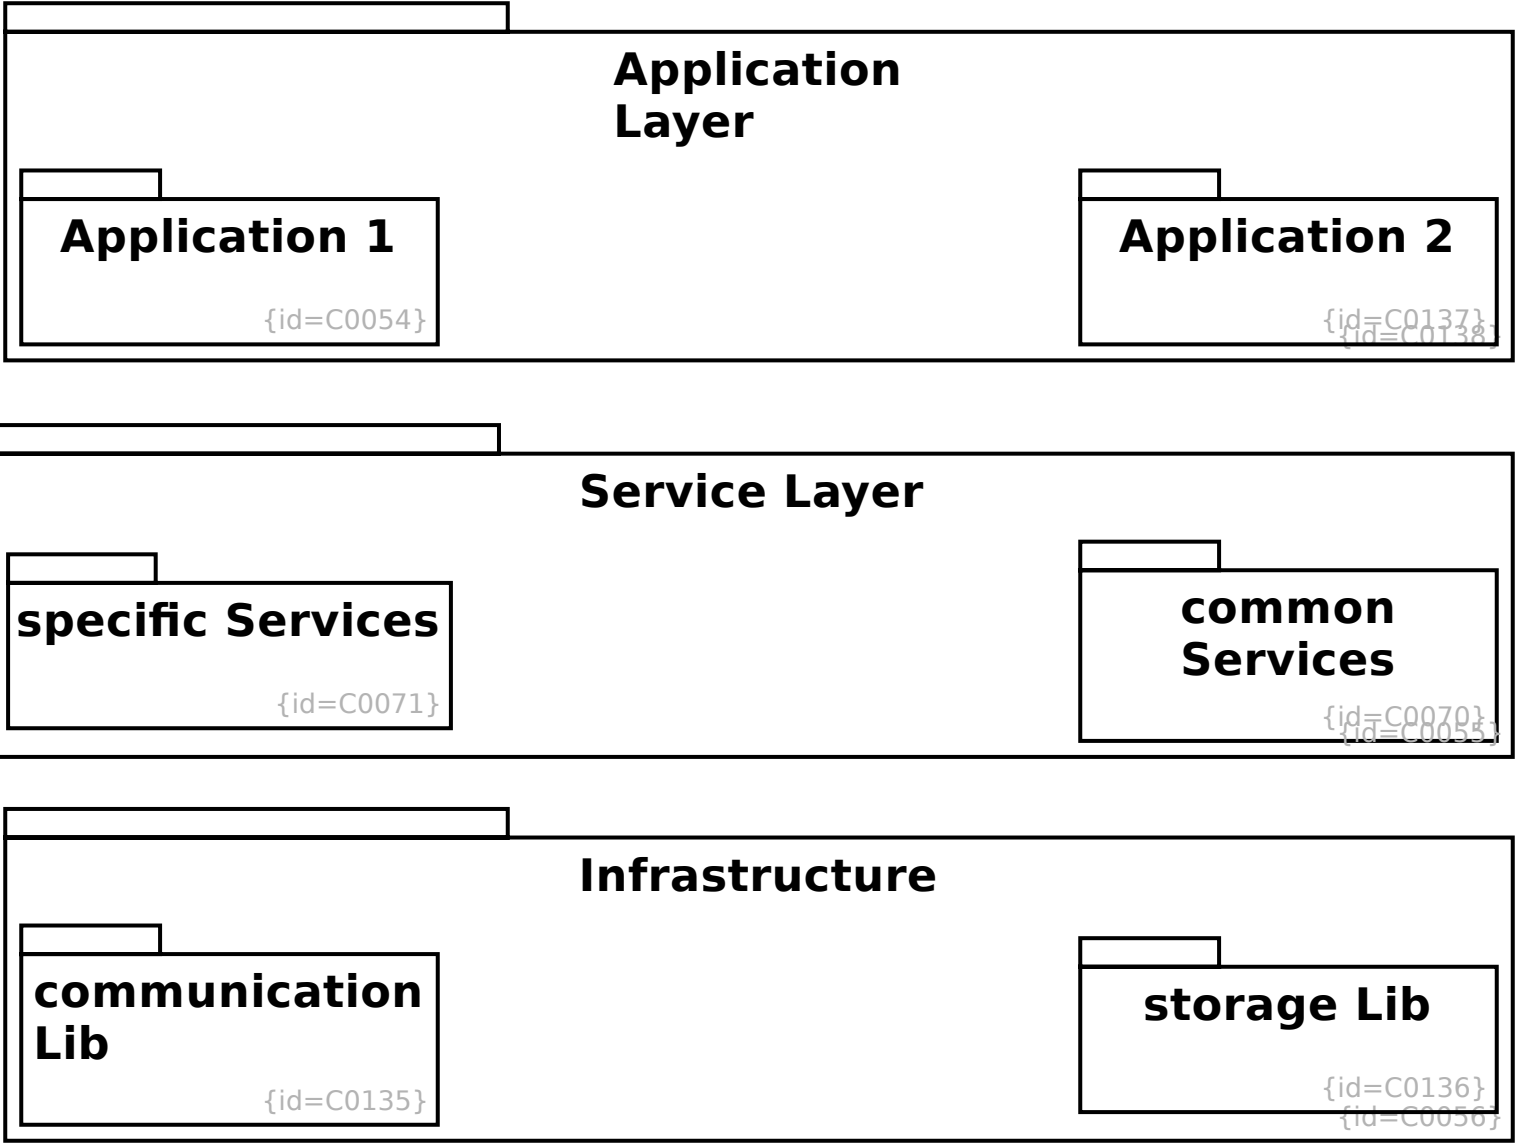 Application
Layer
Application 1
{id=C0054}
Application 2
{id=C0137}
{id=C0138}
Service Layer
specific Services
{id=C0071}
common
Services
{id=C0070}
{id=C0055}
Infrastructure
communication
Lib
{id=C0135}
storage Lib
{id=C0136}
{id=C0056}